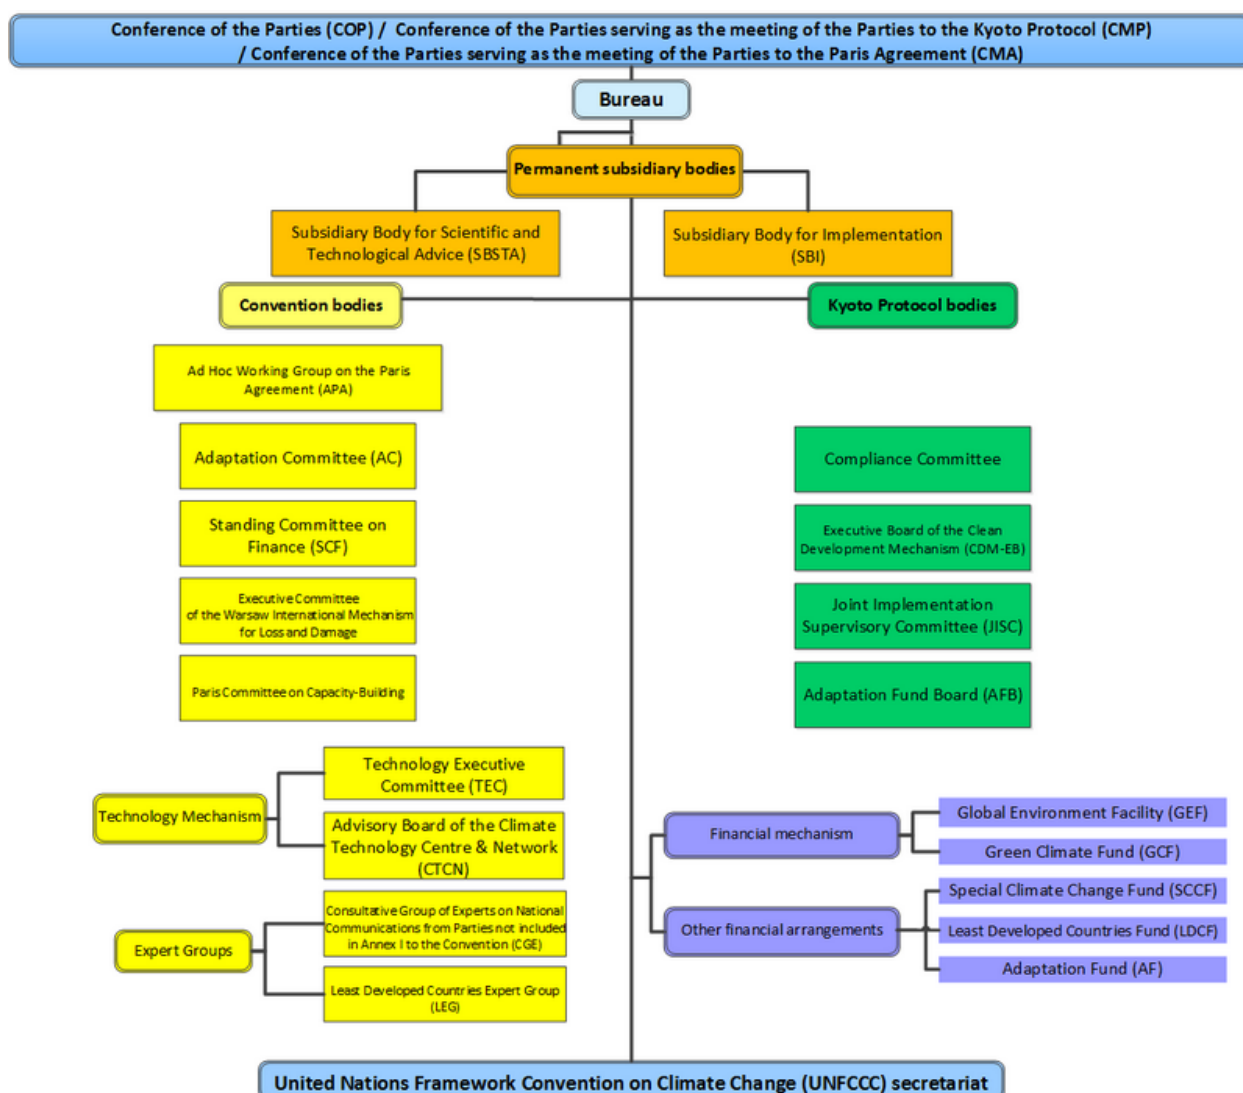 Conference of the Parties (COP) / Conference of the Parties serving as the meeting of the Parties to the Kyoto Protocol (CMP)
/ Conference of the Parties serving as the meeting of the Parties to the Paris Agreement (CMA)
Bureau
Permanent subsidiary bodies
Subsidiary Body for Scientific and
Technological Advice (SBSTA)
Subsidiary Body for Implementation
(SBI)
Convention bodies
Kyoto Protocol bodies
Ad Hoc Working Group on the Paris
Agreement (APA)
Adaptation Committee (AC)
Compliance Committee
Standing Committee on
Finance (SCF)
Executive Board of the Clean
Development Mechanism (CDM-EB)
Executive Committee
of the Warsaw International Mechanism
for Loss and Damage
Joint Implementation
Supervisory Committee (JISC)
Paris Committee on Capacity-Building
Adaptation Fund Board (AFB)
Technology Mechanism
Technology Executive
Committee (TEC)
Advisory Board of the Climate
Technology Centre & Network
(CTCN)
Financial mechanism
Global Environment Facility (GEF)
Green Climate Fund (GCF)
Expert Groups
Consultative Group of Experts on National
Communications from Parties not included
in Annex I to the Convention (CGE)
Least Developed Countries Expert Group
(LEG)
Other financial arrangements
Special Climate Change Fund (SCCF)
Least Developed Countries Fund (LDCF)
Adaptation Fund (AF)
United Nations Framework Convention on Climate Change (UNFCCC) secretariat